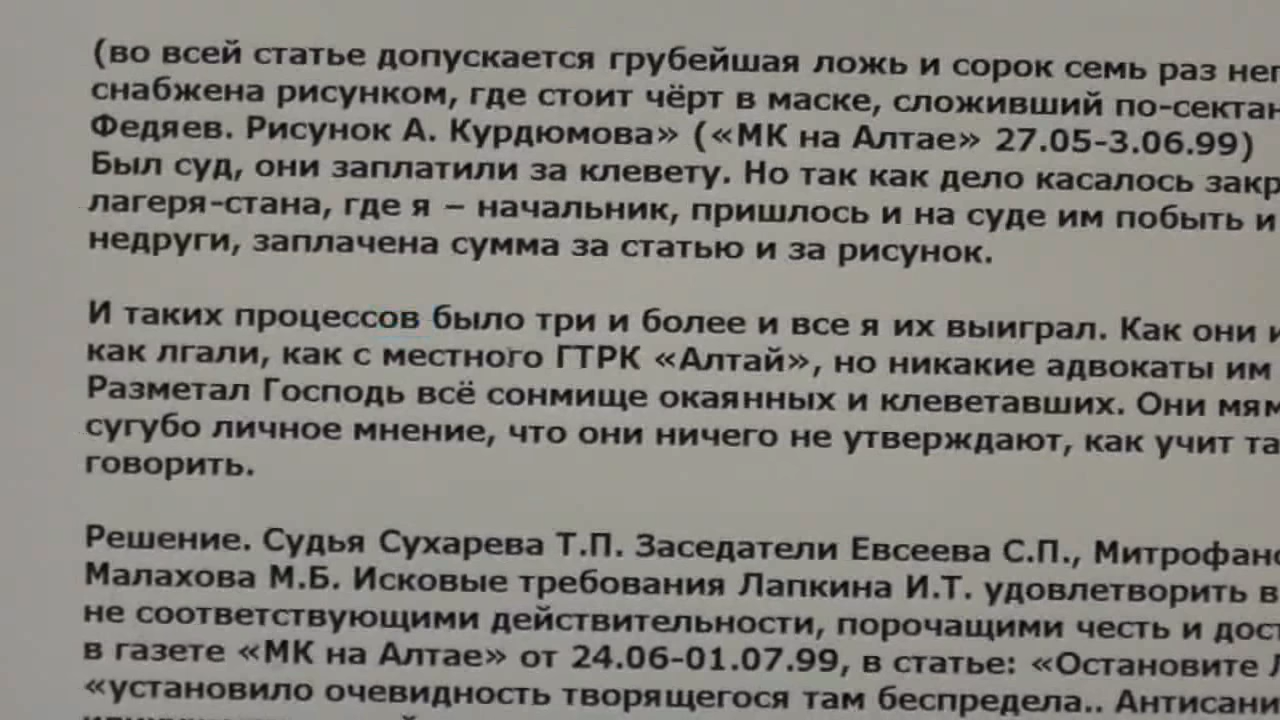 (во всей статье допускается грубейшая ложь и сорок семь раз
снабжена рисунком, где стоит чёрт в маске, сложивший
Федяев. Рисунок А. Курдюмова» («МК на Алтае» 27.05-3.06.99)
Был суд, они заплатили за клевету. Но так как дело касалось
лагеря-стана, где я – начальник, пришлось и на суде им побыть и
недруги, заплачена сумма за статью и за рисунок.
И таких процессов было три и более и все я их выиграл. Как они
как лгали, как с местного ГТРК «Алтай», но никакие адвокаты им
Разметал Господь всё сонмище окаянных и клеветавших. Они
сугубо личное мнение, что они ничего не утверждают, как учит
говорить.
Решение. Судья Сухарева Т.П. Заседатели Евсеева С.П.,
Малахова М.Б. Исковые требования Лапкина И.Т. удовлетворить в
не соответствующими действительности, порочащими честь и
в газете «МК на Алтае» от 24.06-01.07.99, в статье: «Остановите
«установило очевидность творящегося там беспредела..